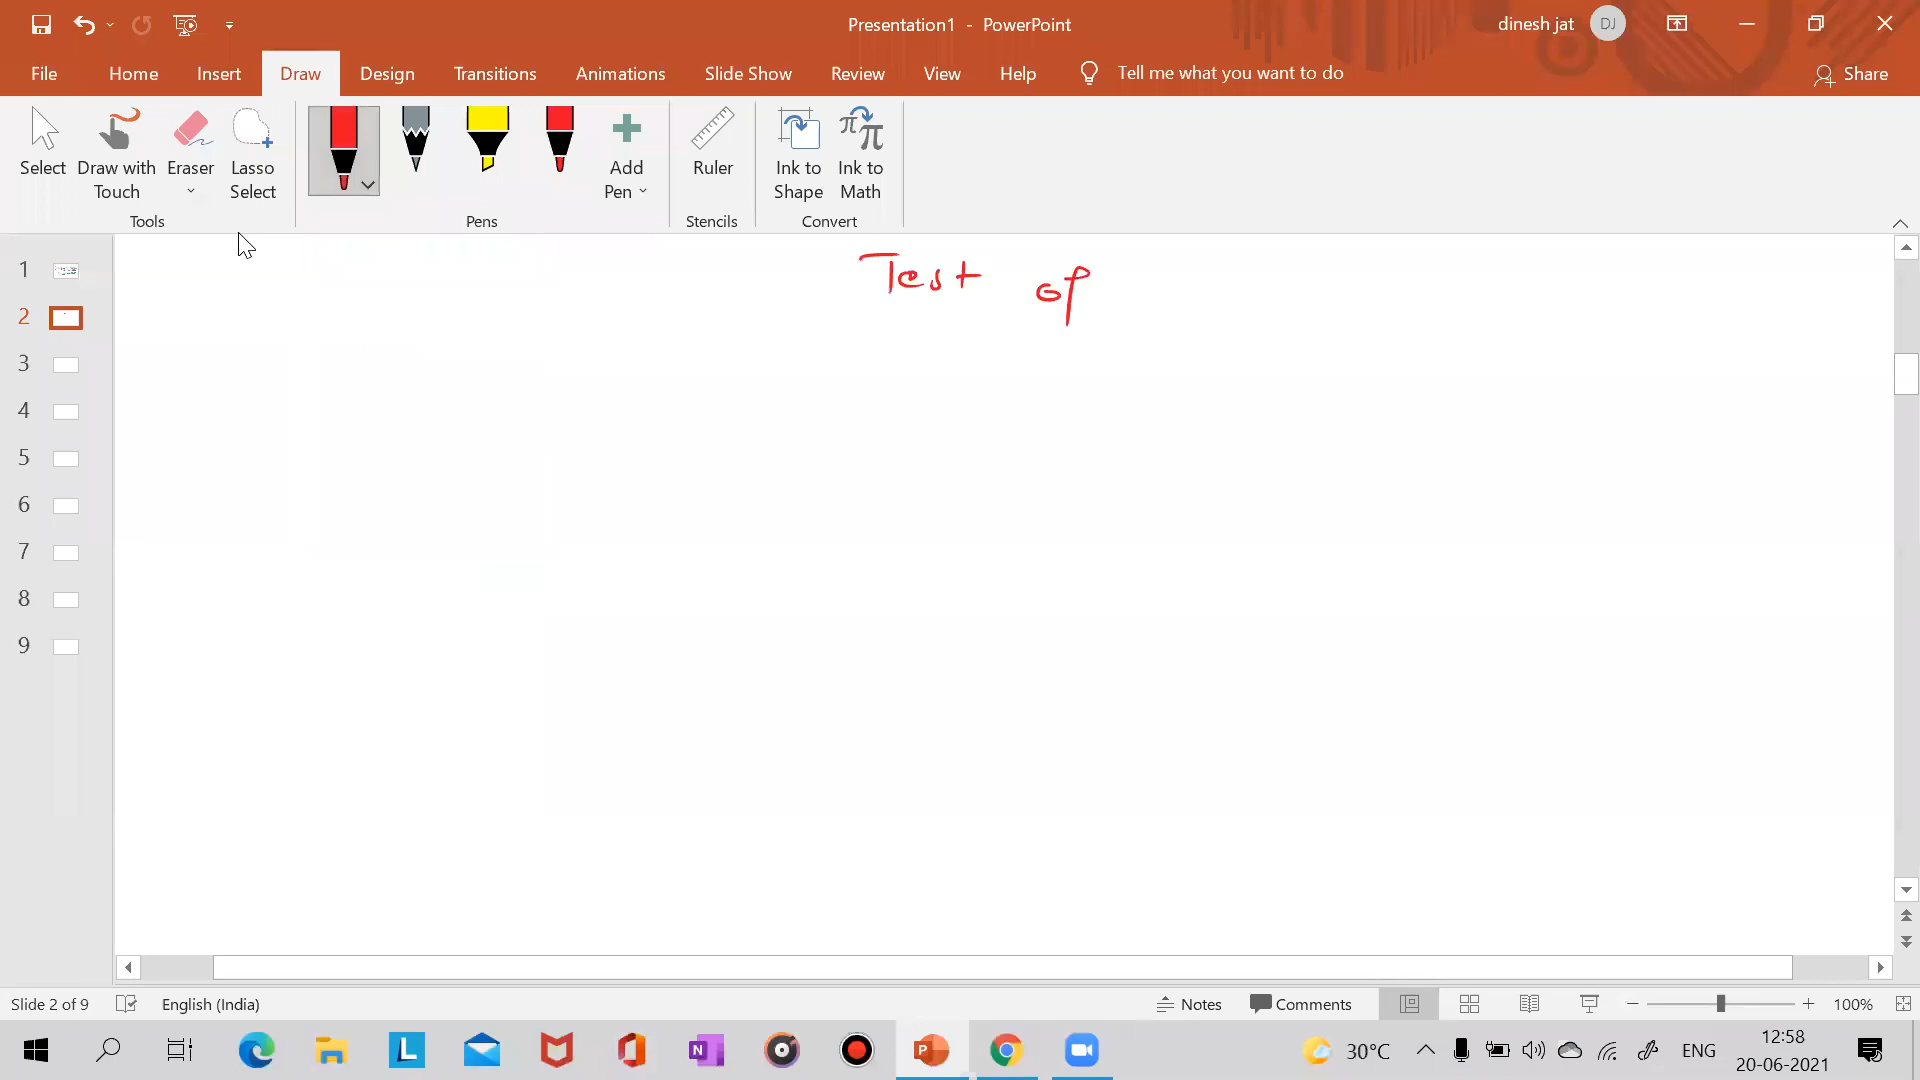 Presentation1 - PowerPoint
dinesh jat
DJ
File Home Insert Draw Design Transitions Animations Slide Show Review View Help Tell me what you want to do Share
Select
Draw with Touch
Eraser
Lasso Select
Add Pen
Ruler
Ink to Shape
Ink to Math
Tools
Pens
Stencils
Convert
1
2
3
4
5
6
7
8
9
Test of
Slide 2 of 9
English (India)
Notes
Comments
100%
30°C
ENG
12:58
20-06-2021